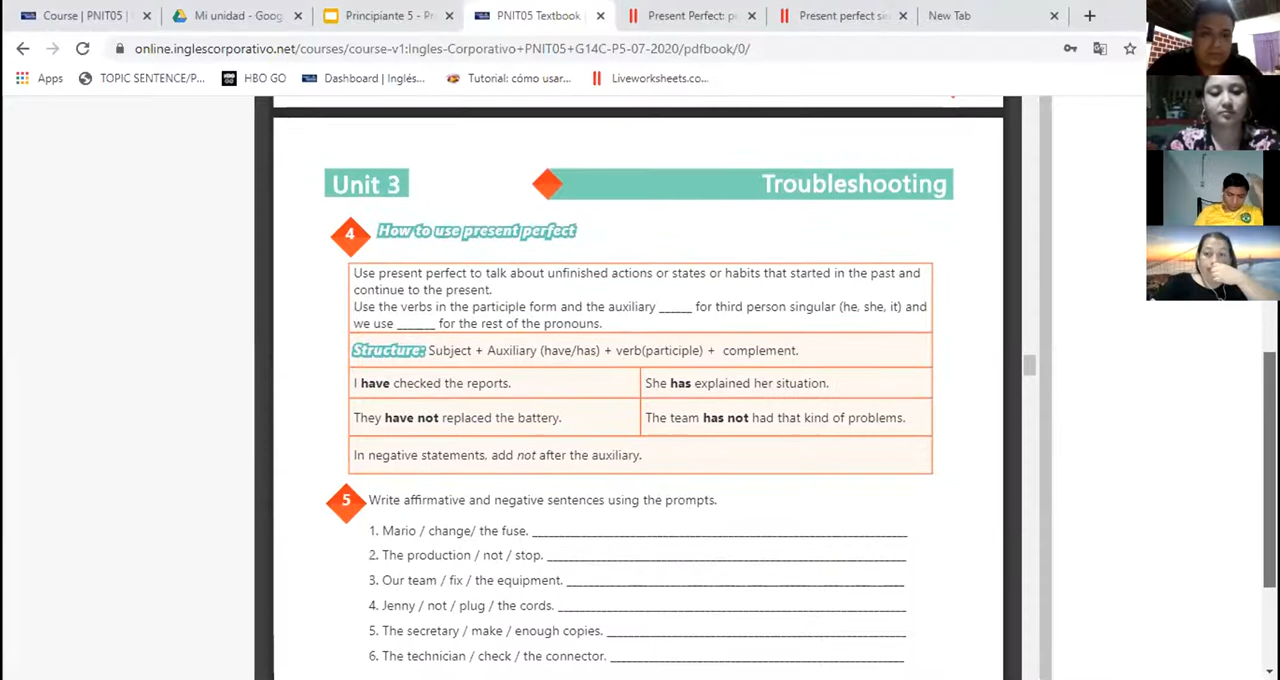 Course | PNIT05 |
Mi unidad - Goog
Principiante 5 - Pr
PNIT05 Textbook
Present Perfect: p
Present perfect si
New Tab
online.inglescorporativo.net/courses/course-v1:Ingles-Corporativo+PNIT05+G14C-P5-07-2020/pdfbook/0/
Apps
TOPIC SENTENCE/P...
HBO GO
Dashboard | Inglés...
Tutorial: cómo usar...
Liveworksheets.co...
Unit 3
Troubleshooting
4 How to use present perfect
Use present perfect to talk about unfinished actions or states or habits that started in the past and
continue to the present.
Use the verbs in the participle form and the auxiliary ______ for third person singular (he, she, it) and
we use _______ for the rest of the pronouns.
Structure: Subject + Auxiliary (have/has) + verb(participle) + complement.
I have checked the reports.
She has explained her situation.
They have not replaced the battery.
The team has not had that kind of problems.
In negative statements, add not after the auxiliary.
5 Write affirmative and negative sentences using the prompts.
1. Mario / change/ the fuse. ______
2. The production / not / stop. ______
3. Our team / fix / the equipment. ______
4. Jenny / not / plug / the cords. ______
5. The secretary / make / enough copies. ______
6. The technician / check / the connector. ______